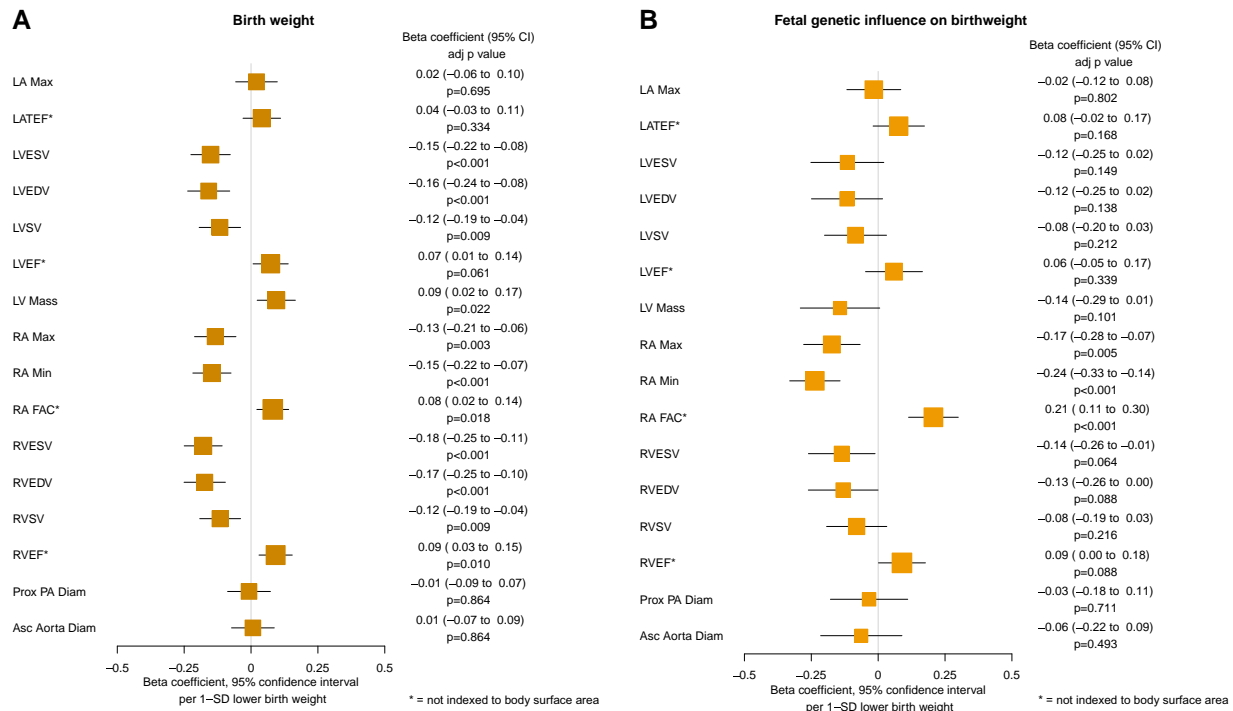 A
Birth weight
Beta coefficient (95% CI)
adj p value
LA Max
0.02 (−0.06 to 0.10)
p=0.695
LATEF*
0.04 (−0.03 to 0.11)
p=0.334
LVESV
−0.15 (−0.22 to −0.08)
p<0.001
LVEDV
−0.16 (−0.24 to −0.08)
p<0.001
LVSV
−0.12 (−0.19 to −0.04)
p=0.009
LVEF*
0.07 ( 0.01 to 0.14)
p=0.061
LV Mass
0.09 ( 0.02 to 0.17)
p=0.022
RA Max
−0.13 (−0.21 to −0.06)
p=0.003
RA Min
−0.15 (−0.22 to −0.07)
p<0.001
RA FAC*
0.08 ( 0.02 to 0.14)
p=0.018
RVESV
−0.18 (−0.25 to −0.11)
p<0.001
RVEDV
−0.17 (−0.25 to −0.10)
p<0.001
RVSV
−0.12 (−0.19 to −0.04)
p=0.009
RVEF*
0.09 ( 0.03 to 0.15)
p=0.010
Prox PA Diam
−0.01 (−0.09 to 0.07)
p=0.864
Asc Aorta Diam
0.01 (−0.07 to 0.09)
p=0.864
−0.5 −0.25 0 0.25 0.5
Beta coefficient, 95% confidence interval
per 1−SD lower birth weight
* = not indexed to body surface area
B
Fetal genetic influence on birthweight
Beta coefficient (95% CI)
adj p value
LA Max
−0.02 (−0.12 to 0.08)
p=0.802
LATEF*
0.08 (−0.02 to 0.17)
p=0.168
LVESV
−0.12 (−0.25 to 0.02)
p=0.149
LVEDV
−0.12 (−0.25 to 0.02)
p=0.138
LVSV
−0.08 (−0.20 to 0.03)
p=0.212
LVEF*
0.06 (−0.05 to 0.17)
p=0.339
LV Mass
−0.14 (−0.29 to 0.01)
p=0.101
RA Max
−0.17 (−0.28 to −0.07)
p=0.005
RA Min
−0.24 (−0.33 to −0.14)
p<0.001
RA FAC*
0.21 ( 0.11 to 0.30)
p<0.001
RVESV
−0.14 (−0.26 to −0.01)
p=0.064
RVEDV
−0.13 (−0.26 to 0.00)
p=0.088
RVSV
−0.08 (−0.19 to 0.03)
p=0.216
RVEF*
0.09 ( 0.00 to 0.18)
p=0.088
Prox PA Diam
−0.03 (−0.18 to 0.11)
p=0.711
Asc Aorta Diam
−0.06 (−0.22 to 0.09)
p=0.493
−0.5 −0.25 0 0.25 0.5
Beta coefficient, 95% confidence interval
per 1−SD lower birth weight
* = not indexed to body surface area